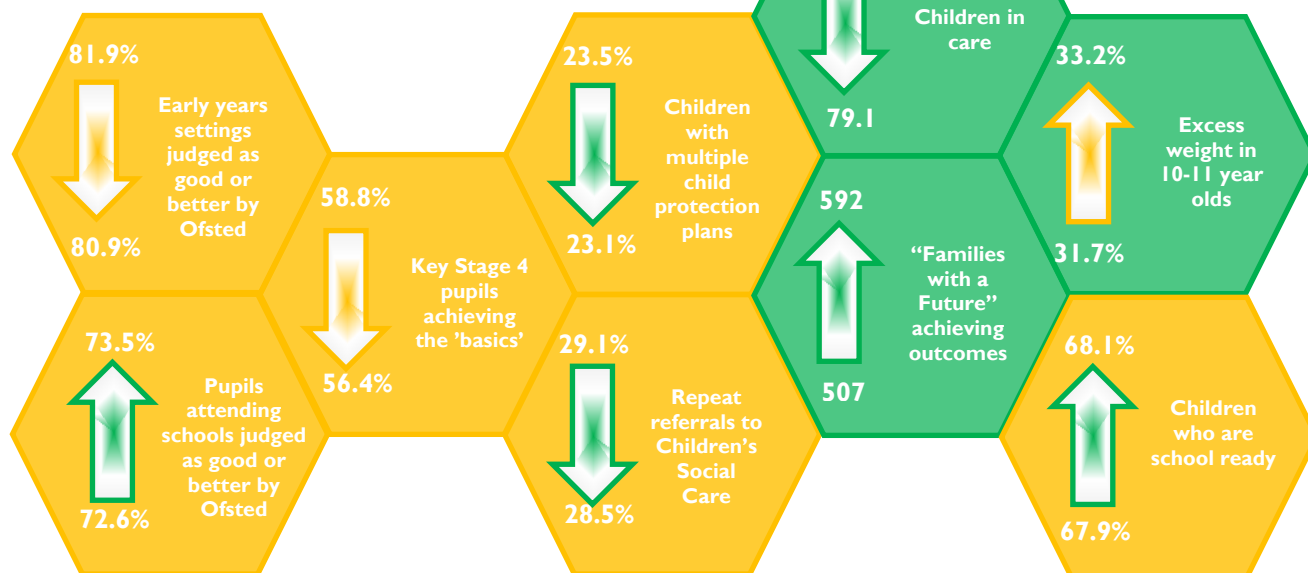 81.9%
Early years
settings
judged as
good or
better by
Ofsted
80.9%
73.5%
Pupils
attending
schools judged
as good or
better by
Ofsted
72.6%
58.8%
Key Stage 4
pupils
achieving
the 'basics'
56.4%
23.5%
Children
with
multiple
child
protection
plans
23.1%
29.1%
Repeat
referrals to
Children's
Social
Care
28.5%
Children in
care
79.1
592
“Families
with a
Future”
achieving
outcomes
507
33.2%
Excess
weight in
10-11 year
olds
31.7%
68.1%
Children
who are
school ready
67.9%